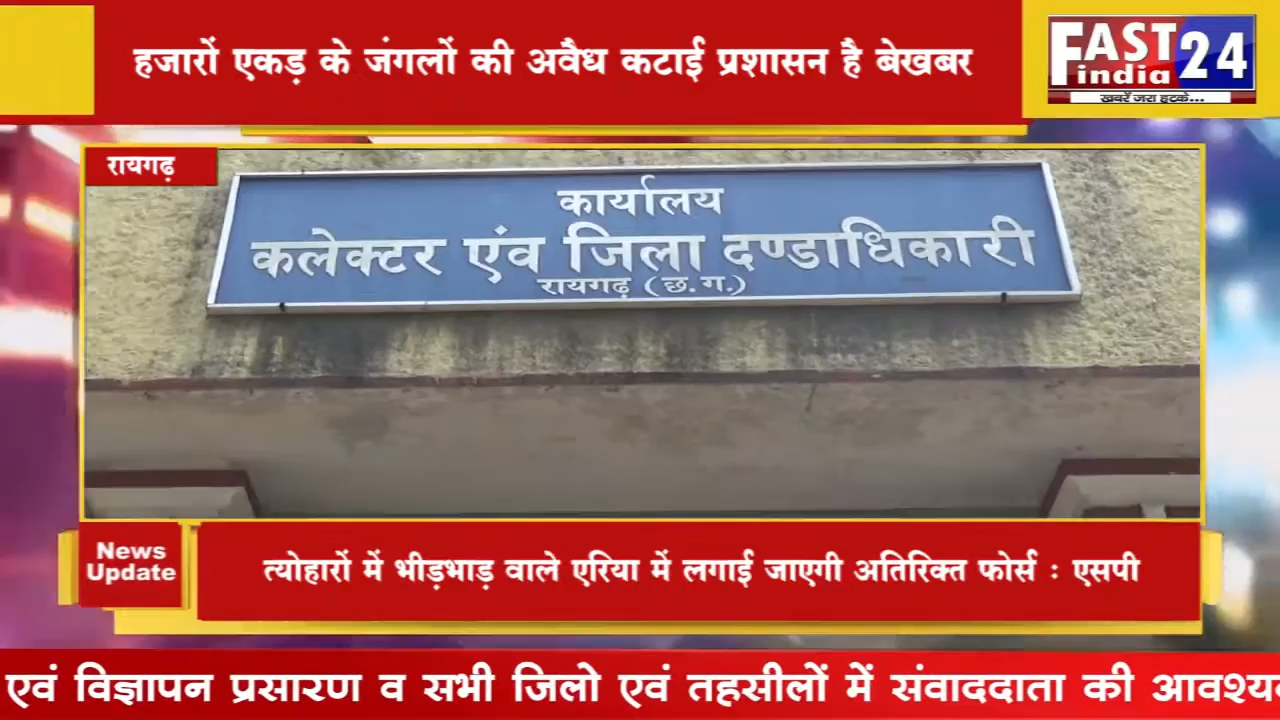 हजारों एकड़ के जंगलों की अवैध कटाई प्रशासन है बेखबर
FAST india 24
खबरें जरा हटके...
रायगढ़
कार्यालय
कलेक्टर एंव जिला दण्डाधिकारी
रायगढ़ (छ.ग.)
News Update
त्योहारों में भीड़भाड़ वाले एरिया में लगाई जाएगी अतिरिक्त फोर्स : एसपी
एवं विज्ञापन प्रसारण व सभी जिलो एवं तहसीलों में संवाददाता की